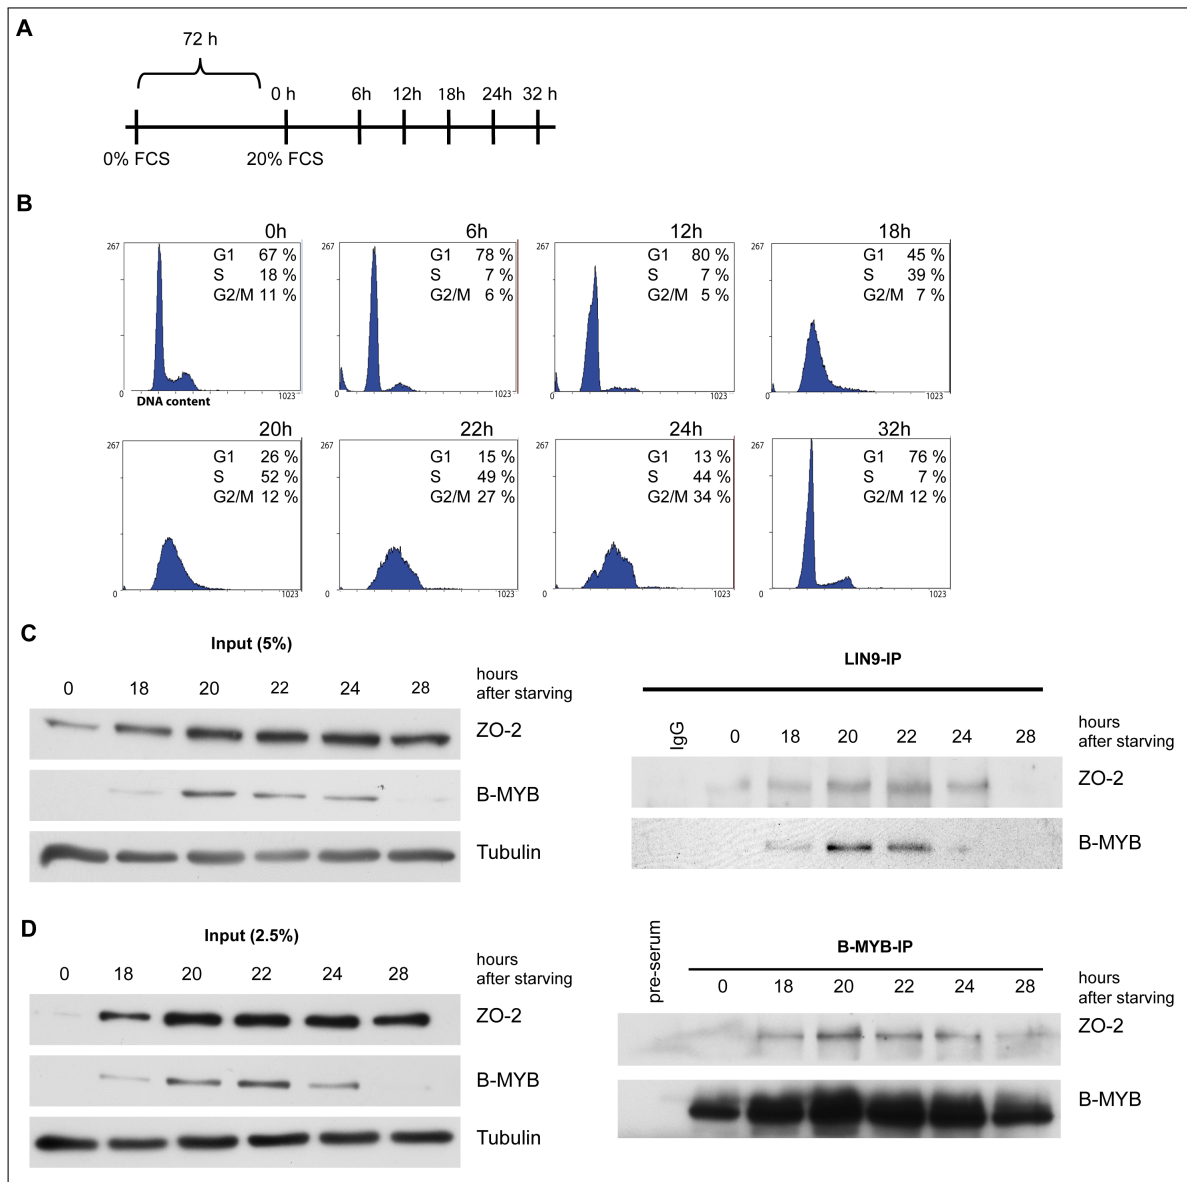 A
72 h
0 h 6h 12h 18h 24h 32 h
0% FCS 20% FCS
B
0h 6h 12h 18h
267 G1 67 % 267 G1 78 % 267 G1 80 % 267 G1 45 %
S 18 % S 7 % S 7 % S 39 %
G2/M 11 % G2/M 6 % G2/M 5 % G2/M 7 %
0 1023 0 1023 0 1023 0 1023
DNA content
20h 22h 24h 32h
267 G1 26 % 267 G1 15 % 267 G1 13 % 267 G1 76 %
S 52 % S 49 % S 44 % S 7 %
G2/M 12 % G2/M 27 % G2/M 34 % G2/M 12 %
0 1023 0 1023 0 1023 0 1023
C
Input (5%)
0 18 20 22 24 28 hours
after starving
ZO-2
B-MYB
Tubulin
LIN9-IP
IgG 0 18 20 22 24 28 hours
after starving
ZO-2
B-MYB
D
Input (2.5%)
0 18 20 22 24 28 hours
after starving
ZO-2
B-MYB
Tubulin
B-MYB-IP
pre-serum 0 18 20 22 24 28 hours
after starving
ZO-2
B-MYB